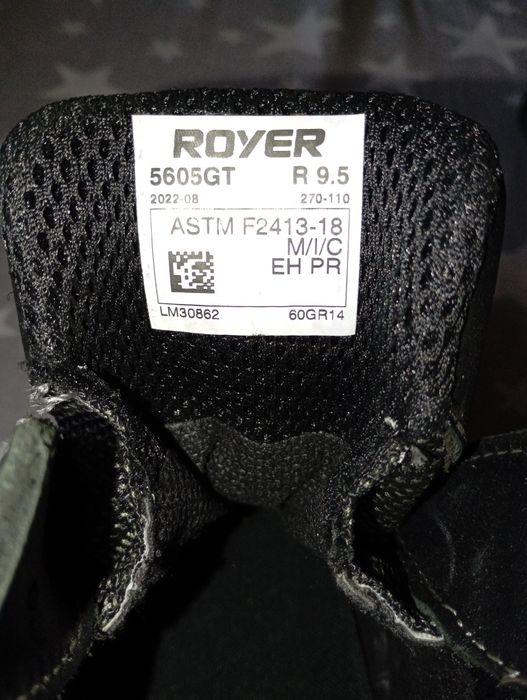 ROYER
5605GT R 9.5
2022-08 270-110
ASTM F2413-18
M/I/C
EH PR
LM30862 60GR14